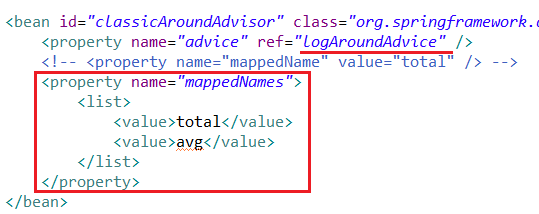 <bean id="classicAroundAdvisor" class="org.springframework.
<property name="advice" ref="logAroundAdvice" />
<!-- <property name="mappedName" value="total" /> -->
<property name="mappedNames">
<list>
<value>total</value>
<value>avg</value>
</list>
</property>
</bean>